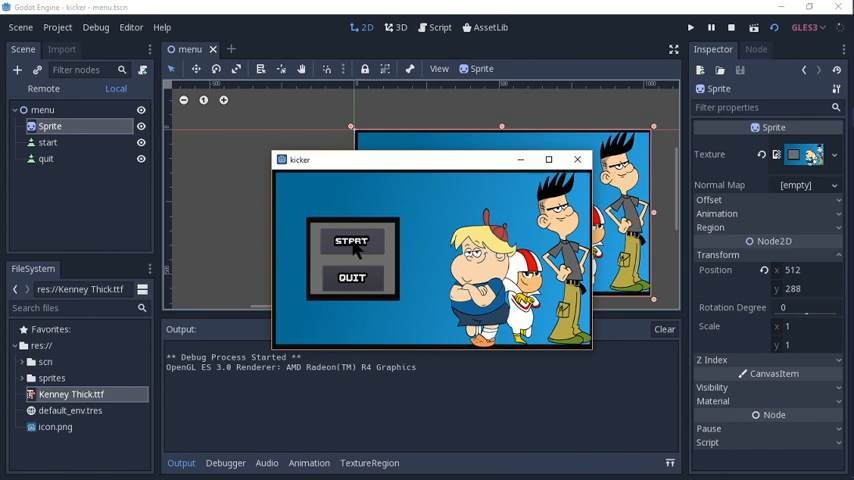 Godot Engine - kicker - menu.tscn
Scene Project Debug Editor Help
2D 3D Script AssetLib
GLES3
Scene Import
Filter nodes
Remote Local
menu
Sprite
start
quit
FileSystem
res://Kenney Thick.ttf
Search files
Favorites:
res://
scn
sprites
Kenney Thick.ttf
default_env.tres
icon.png
menu
View Sprite
-500 0 500 1000
kicker
START
QUIT
Output:
Clear
** Debug Process Started **
OpenGL ES 3.0 Renderer: AMD Radeon(TM) R4 Graphics
Output Debugger Audio Animation TextureRegion
Inspector Node
Sprite
Filter properties
Sprite
Texture
Normal Map [empty]
Offset
Animation
Region
Node2D
Transform
Position x 512
y 288
Rotation Degree 0
Scale x 1
y 1
Z Index
CanvasItem
Visibility
Material
Node
Pause
Script